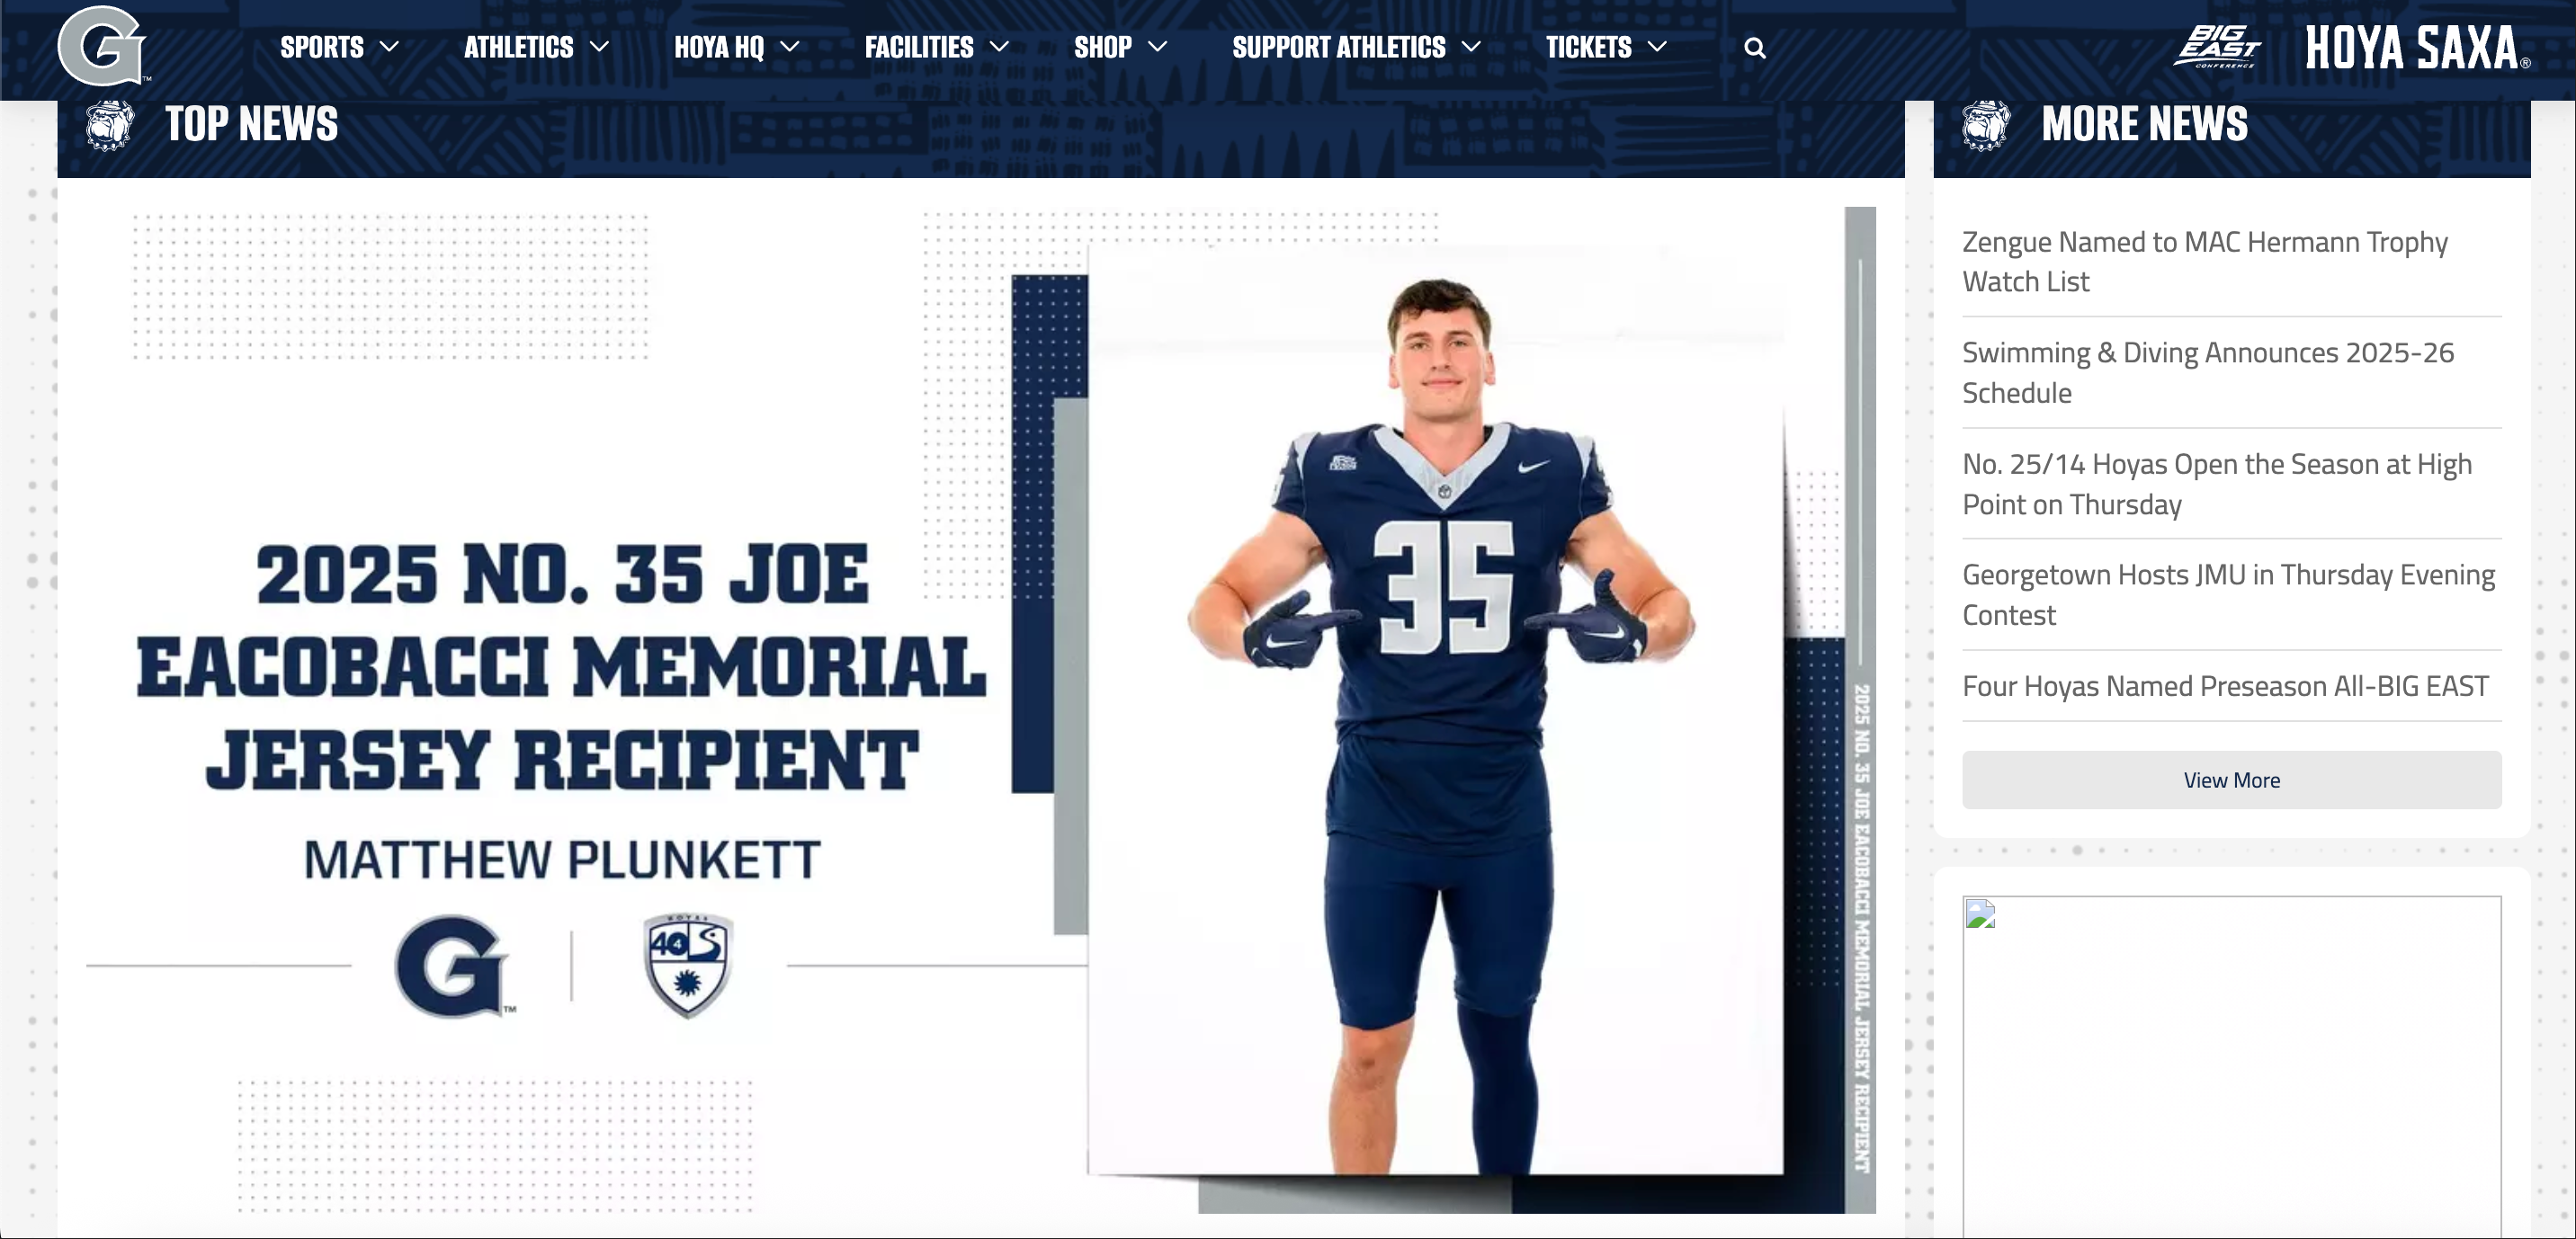 G™
SPORTS
ATHLETICS
HOYA HQ
FACILITIES
SHOP
SUPPORT ATHLETICS
TICKETS
BIG
EAST
CONFERENCE
HOYA SAXA®
TOP NEWS
2025 NO. 35 JOE
EACOBACCI MEMORIAL
JERSEY RECIPIENT
MATTHEW PLUNKETT
G™
HOYAS
404S
35
2025 NO. 35 JOE EACOBACCI MEMORIAL JERSEY RECIPIENT
MORE NEWS
Zengue Named to MAC Hermann Trophy
Watch List
Swimming & Diving Announces 2025-26
Schedule
No. 25/14 Hoyas Open the Season at High
Point on Thursday
Georgetown Hosts JMU in Thursday Evening
Contest
Four Hoyas Named Preseason All-BIG EAST
View More